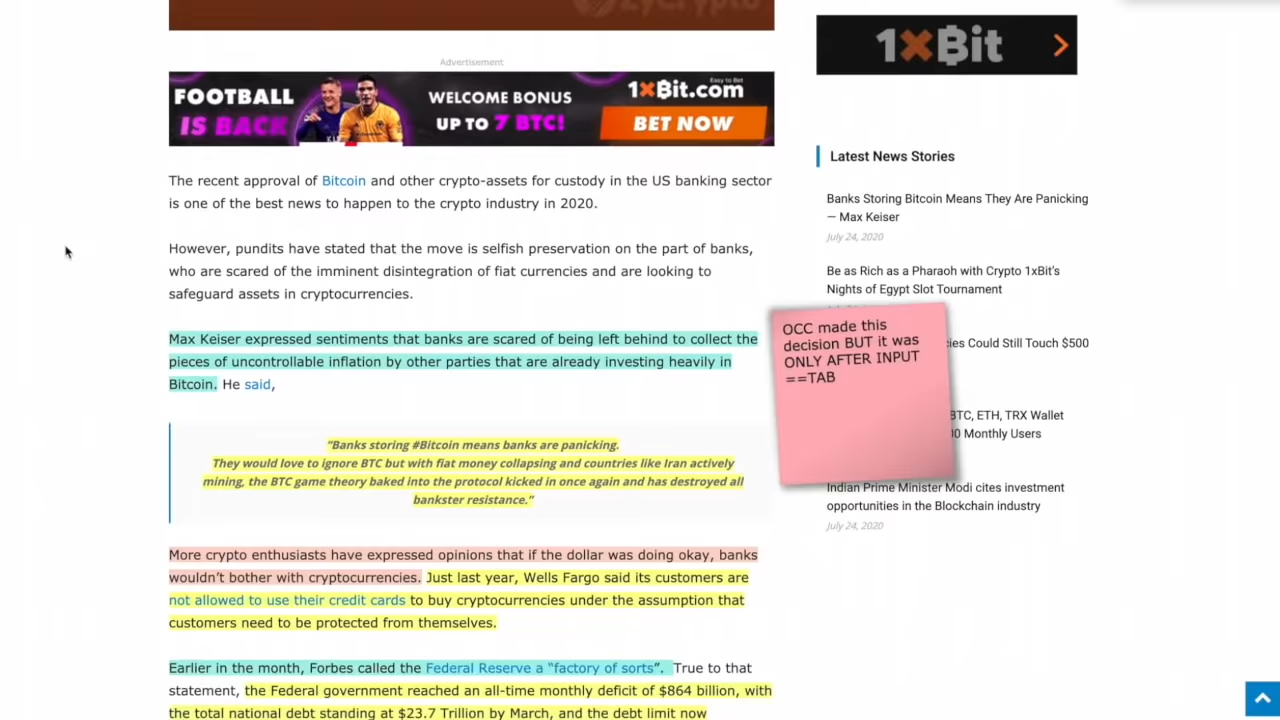 ZyCrypto
Advertisement
FOOTBALL
IS BACK
WELCOME BONUS
UP TO 7 BTC!
Easy to Bet
1×Bit.com
BET NOW
The recent approval of Bitcoin and other crypto-assets for custody in the US banking sector
is one of the best news to happen to the crypto industry in 2020.
However, pundits have stated that the move is selfish preservation on the part of banks,
who are scared of the imminent disintegration of fiat currencies and are looking to
safeguard assets in cryptocurrencies.
Max Keiser expressed sentiments that banks are scared of being left behind to collect the
pieces of uncontrollable inflation by other parties that are already investing heavily in
Bitcoin. He said,
“Banks storing #Bitcoin means banks are panicking.
They would love to ignore BTC but with fiat money collapsing and countries like Iran actively
mining, the BTC game theory baked into the protocol kicked in once again and has destroyed all
bankster resistance.”
More crypto enthusiasts have expressed opinions that if the dollar was doing okay, banks
wouldn’t bother with cryptocurrencies. Just last year, Wells Fargo said its customers are
not allowed to use their credit cards to buy cryptocurrencies under the assumption that
customers need to be protected from themselves.
Earlier in the month, Forbes called the Federal Reserve a “factory of sorts”. True to that
statement, the Federal government reached an all-time monthly deficit of $864 billion, with
the total national debt standing at $23.7 Trillion by March, and the debt limit now
1×Bit
Latest News Stories
Banks Storing Bitcoin Means They Are Panicking
— Max Keiser
July 24, 2020
Be as Rich as a Pharaoh with Crypto 1xBit’s
Nights of Egypt Slot Tournament
OCC made this
decision BUT it was
ONLY AFTER INPUT
==TAB
Could Still Touch $500
BTC, ETH, TRX Wallet
Monthly Users
Indian Prime Minister Modi cites investment
opportunities in the Blockchain industry
July 24, 2020